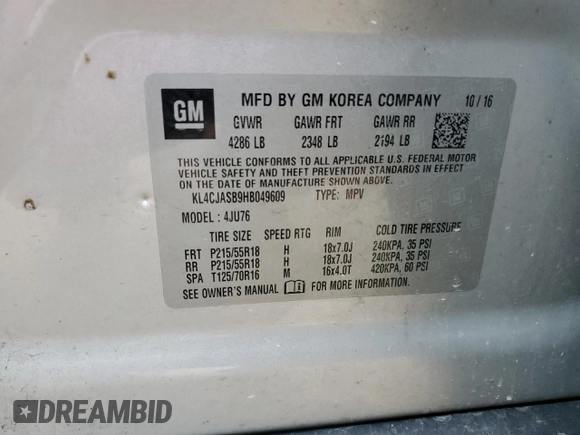 GM
MFD BY GM KOREA COMPANY 10 / 16
GVWR GAWR FRT GAWR RR
4286 LB 2348 LB 2194 LB
THIS VEHICLE CONFORMS TO ALL APPLICABLE U.S. FEDERAL MOTOR
VEHICLE SAFETY AND THEFT PREVENTION STANDARDS IN EFFECT
ON THE DATE OF MANUFACTURE SHOWN ABOVE.
KL4CJASB9HB049609 TYPE: MPV
MODEL : 4JU76
TIRE SIZE SPEED RTG RIM COLD TIRE PRESSURE
FRT P215/55R18 H 18x7.0J 240KPA, 35 PSI
RR P215/55R18 H 18x7.0J 240KPA, 35 PSI
SPA T125/70R16 M 16x4.0T 420KPA, 60 PSI
SEE OWNER'S MANUAL FOR MORE INFORMATION.
DREAMBID